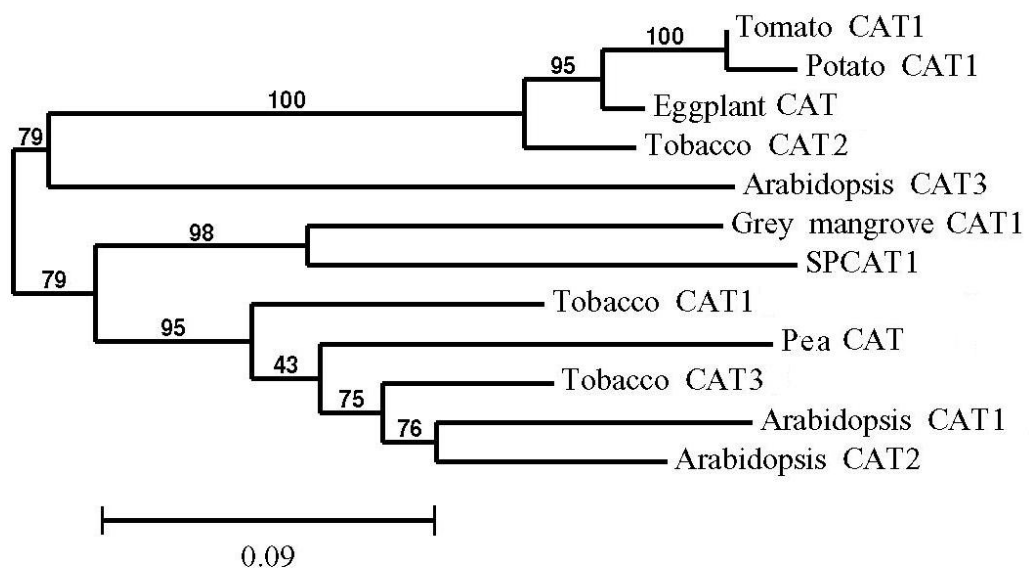 Tomato CAT1
100
Potato CAT1
95
Eggplant CAT
100
79
Tobacco CAT2
Arabidopsis CAT3
Grey mangrove CAT1
98
SPCAT1
79
Tobacco CAT1
95
Pea CAT
43
Tobacco CAT3
75
Arabidopsis CAT1
76
Arabidopsis CAT2
0.09